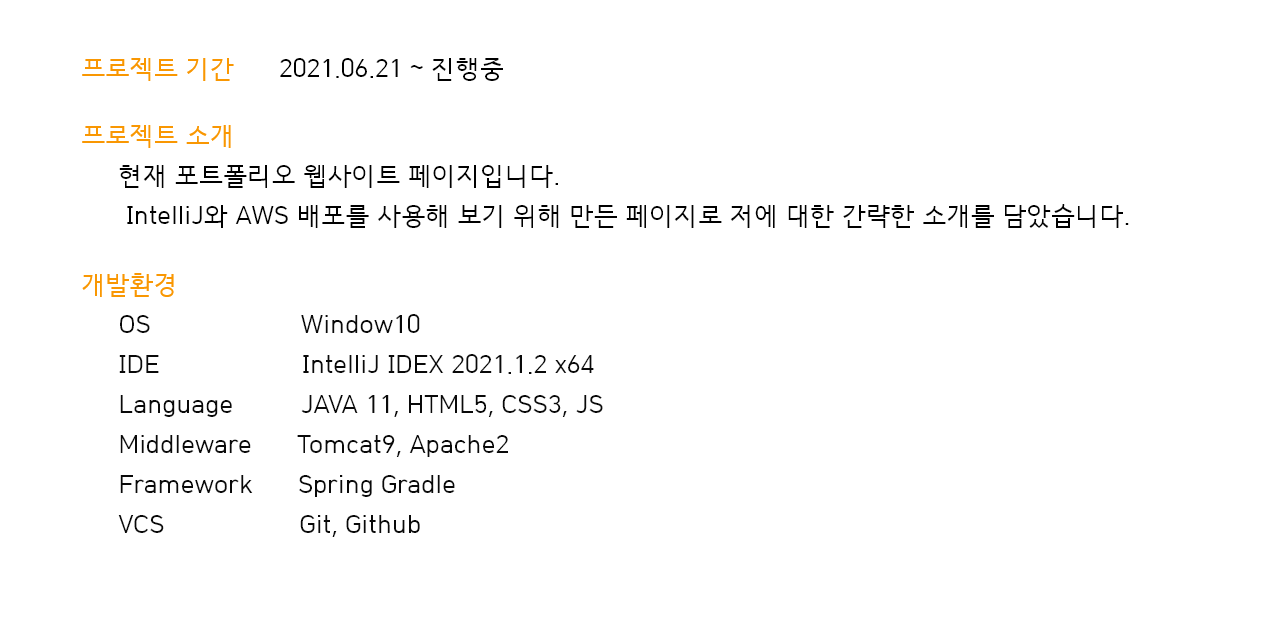 프로젝트 기간 2021.06.21 ~ 진행중
프로젝트 소개
현재 포트폴리오 웹사이트 페이지입니다.
IntelliJ와 AWS 배포를 사용해 보기 위해 만든 페이지로 저에 대한 간략한 소개를 담았습니다.
개발환경
OS Window10
IDE IntelliJ IDEX 2021.1.2 x64
Language JAVA 11, HTML5, CSS3, JS
Middleware Tomcat9, Apache2
Framework Spring Gradle
VCS Git, Github